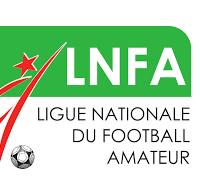 LNFA
LIGUE NATIONALE
DU FOOTBALL
AMATEUR